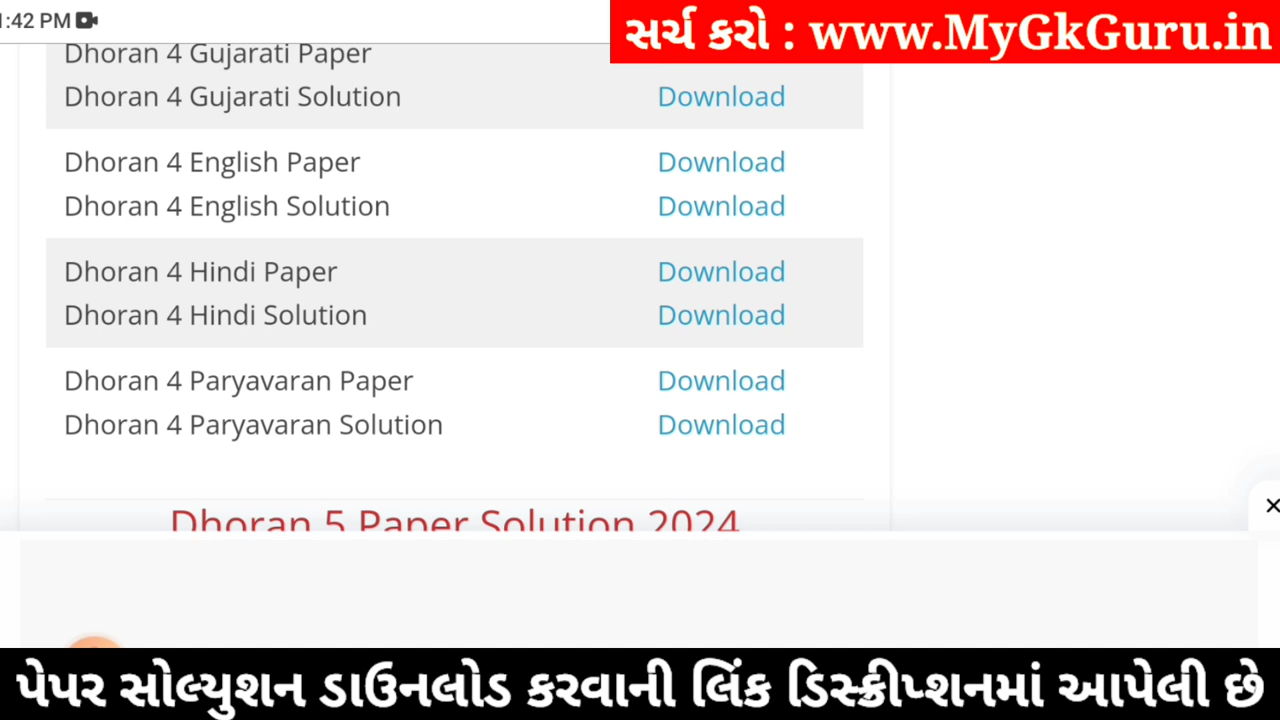 1:42 PM
સર્ચ કરો : www.MyGkGuru.in
Dhoran 4 Gujarati Paper
Dhoran 4 Gujarati Solution Download
Dhoran 4 English Paper Download
Dhoran 4 English Solution Download
Dhoran 4 Hindi Paper Download
Dhoran 4 Hindi Solution Download
Dhoran 4 Paryavaran Paper Download
Dhoran 4 Paryavaran Solution Download
Dhoran 5 Paper Solution 2024
પેપર સોલ્યુશન ડાઉનલોડ કરવાની લિંક ડિસ્ક્રીપ્શનમાં આપેલી છે